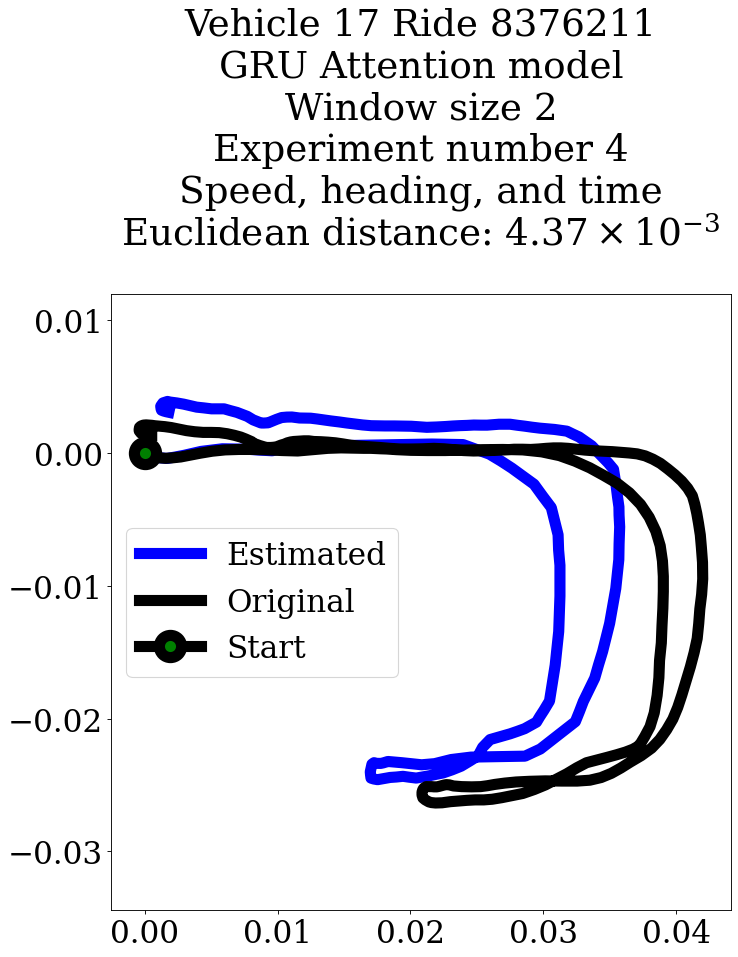 Vehicle 17 Ride 8376211
GRU Attention model
Window size 2
Experiment number 4
Speed, heading, and time
Euclidean distance: 4.37 × 10⁻³
0.01
0.00
−0.01
−0.02
−0.03
Estimated
Original
Start
0.00 0.01 0.02 0.03 0.04